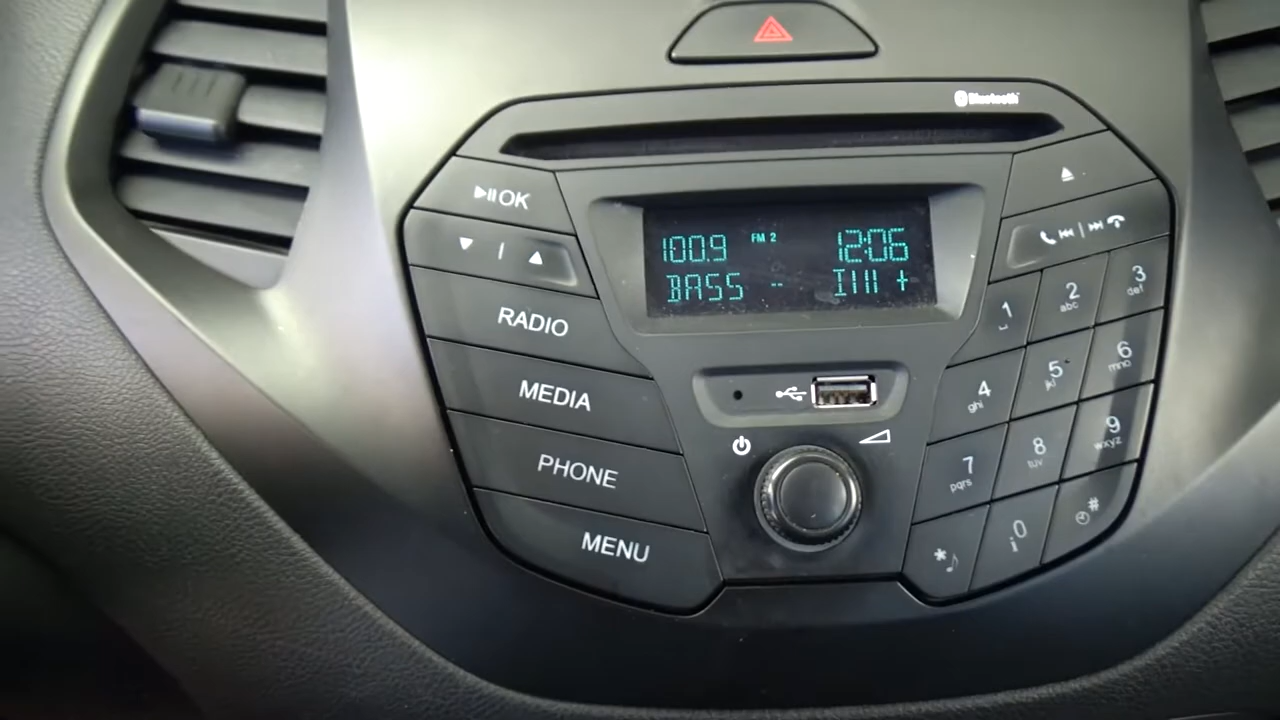 Bluetooth
OK
100.9 FM 2 12:06
BASS -- IIII +
RADIO
MEDIA
PHONE
MENU
1
2 abc
3 def
4 ghi
5 jkl
6 mno
7 pqrs
8 tuv
9 wxyz
*
0 i
#